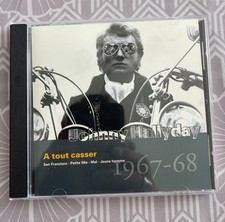 Johnny Hallyday
A tout casser
San Francisco · Petite fille · Mal · Jeune homme
1967-68